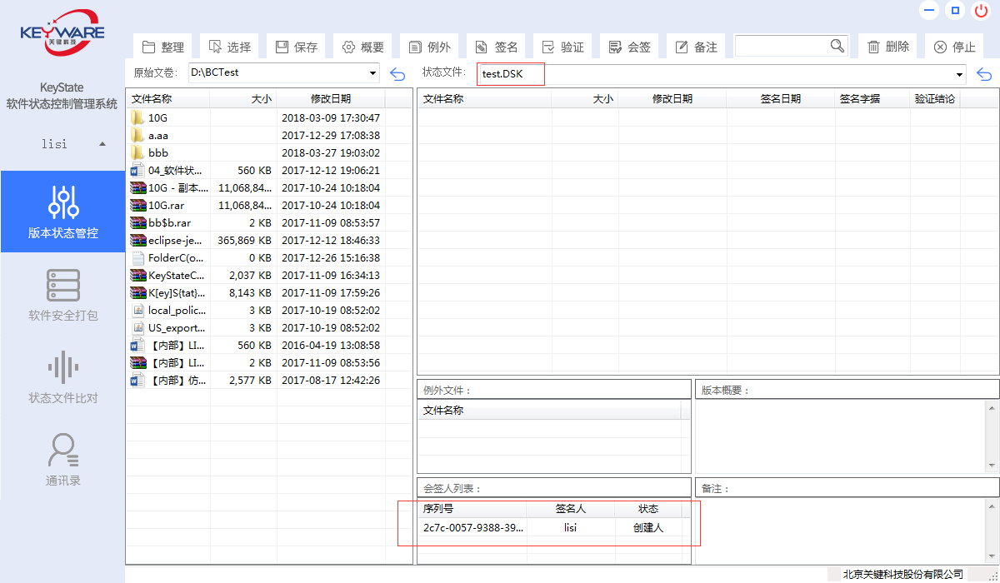 KEYWARE
关键科技
KeyState
软件状态控制管理系统
lisi
版本状态管控
软件安全打包
状态文件比对
通讯录
整理 选择 保存 概要 例外 签名 验证 会签 备注 删除 停止
原始文卷: D:\BCTest
状态文件: test.DSK
文件名称 大小 修改日期
10G 2018-03-09 17:30:47
a.aa 2017-12-29 17:08:38
bbb 2018-03-27 19:03:02
04_软件状... 560 KB 2017-12-12 19:06:21
10G - 副本.... 11,068,84... 2017-10-24 10:18:04
10G.rar 11,068,84... 2017-10-24 10:18:04
bb$b.rar 2 KB 2017-11-09 08:53:57
eclipse-je... 365,869 KB 2017-12-12 18:46:33
FolderC(o... 0 KB 2017-12-26 15:16:38
KeyStateC... 2,037 KB 2017-11-09 16:34:13
K[ey]S{tat}... 8,143 KB 2017-11-09 17:59:26
local_polic... 3 KB 2017-10-19 08:52:02
US_export... 3 KB 2017-10-19 08:52:02
【内部】LI... 560 KB 2016-04-19 13:08:58
【内部】LI... 2 KB 2017-11-09 08:53:56
【内部】仿... 2,577 KB 2017-08-17 12:42:26
文件名称 大小 修改日期 签名日期 签名字据 验证结论
例外文件：
文件名称
版本概要：
会签人列表：
序列号 签名人 状态
2c7c-0057-9388-39... lisi 创建人
备注：
北京关键科技股份有限公司